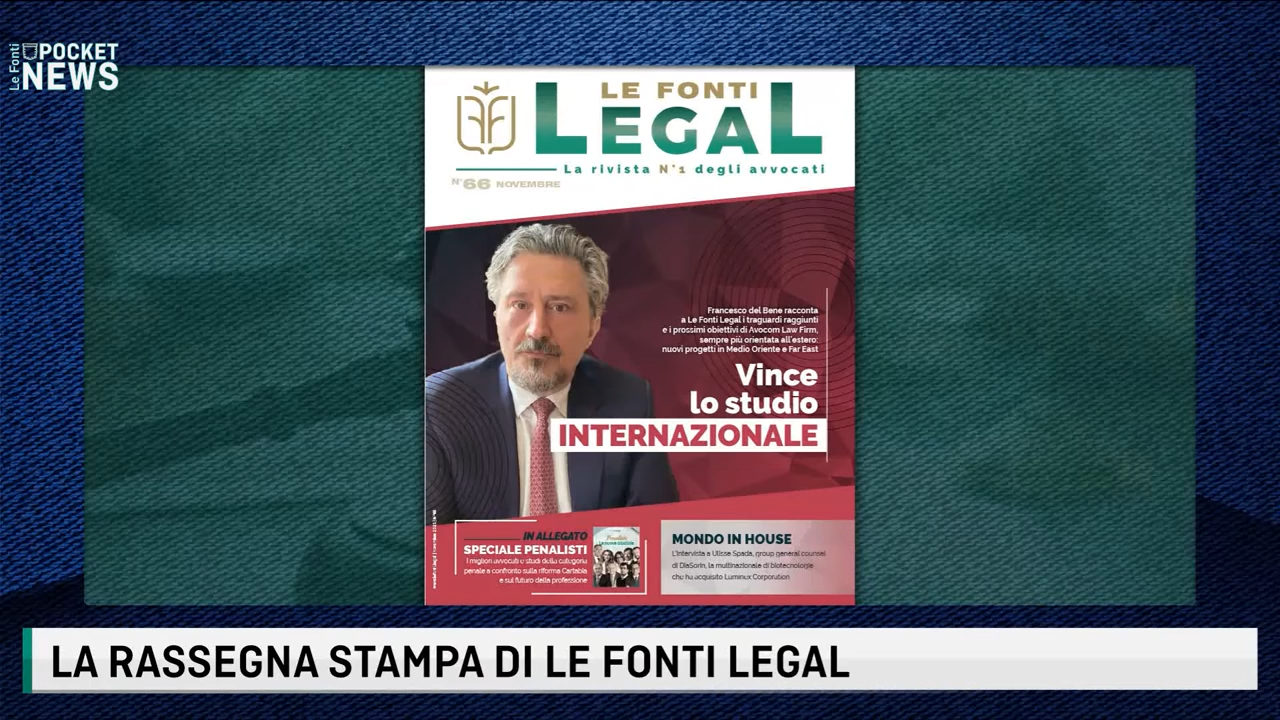 Le Fonti
POCKET
NEWS
LE FONTI
LEGAL
La rivista N°1 degli avvocati
N°66 NOVEMBRE
Francesco del Bene racconta
a Le Fonti Legal i traguardi raggiunti
e i prossimi obiettivi di Avocom Law Firm,
sempre più orientata all'estero:
nuovi progetti in Medio Oriente e Far East
Vince
lo studio
INTERNAZIONALE
IN ALLEGATO
SPECIALE PENALISTI
I migliori avvocati e studi della categoria
penale a confronto sulla riforma Cartabia
e sul futuro della professione
MONDO IN HOUSE
L'intervista a Ulisse Spada, group general counsel
di DiaSorin, la multinazionale di biotecnologie
che ha acquisito Luminex Corporation
LA RASSEGNA STAMPA DI LE FONTI LEGAL